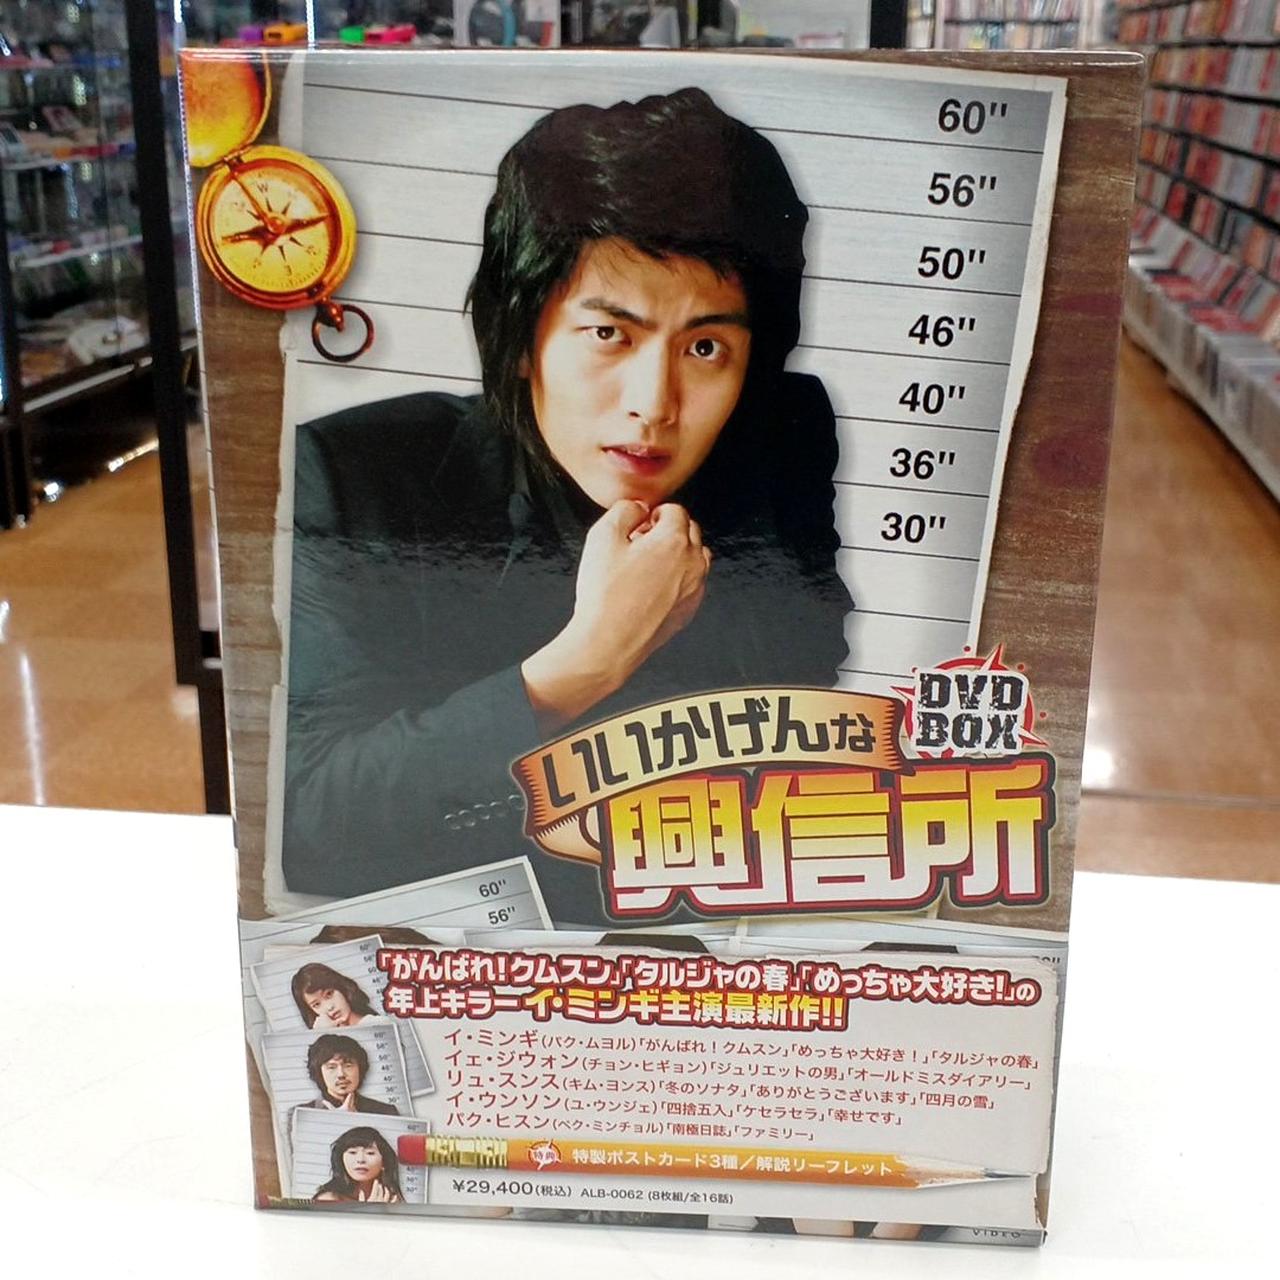 60"
56"
50"
46"
40"
36"
30"
DVD
BOX
いいかげんな
興信所
60"
56"
「がんばれ!クムスン」「タルジャの春」「めっちゃ大好き!」の
年上キラーイ・ミンギ主演最新作!!
イ・ミンギ(パク・ムヨル)「がんばれ!クムスン」「めっちゃ大好き!」「タルジャの春」
イェ・ジウォン(チョン・ヒギョン)「ジュリエットの男」「オールドミスダイアリー」
リュ・スンス(キム・ヨンス)「冬のソナタ」「ありがとうございます」「四月の雪」
イ・ウンソン(ユ・ウンジェ)「四捨五入」「ケセラセラ」「幸せです」
パク・ヒスン(ペク・ミンチョル)「南極日誌」「ファミリー」
特典 特製ポストカード3種/解説リーフレット
¥29,400(税込) ALB-0062 (8枚組/全16話)
VIDEO